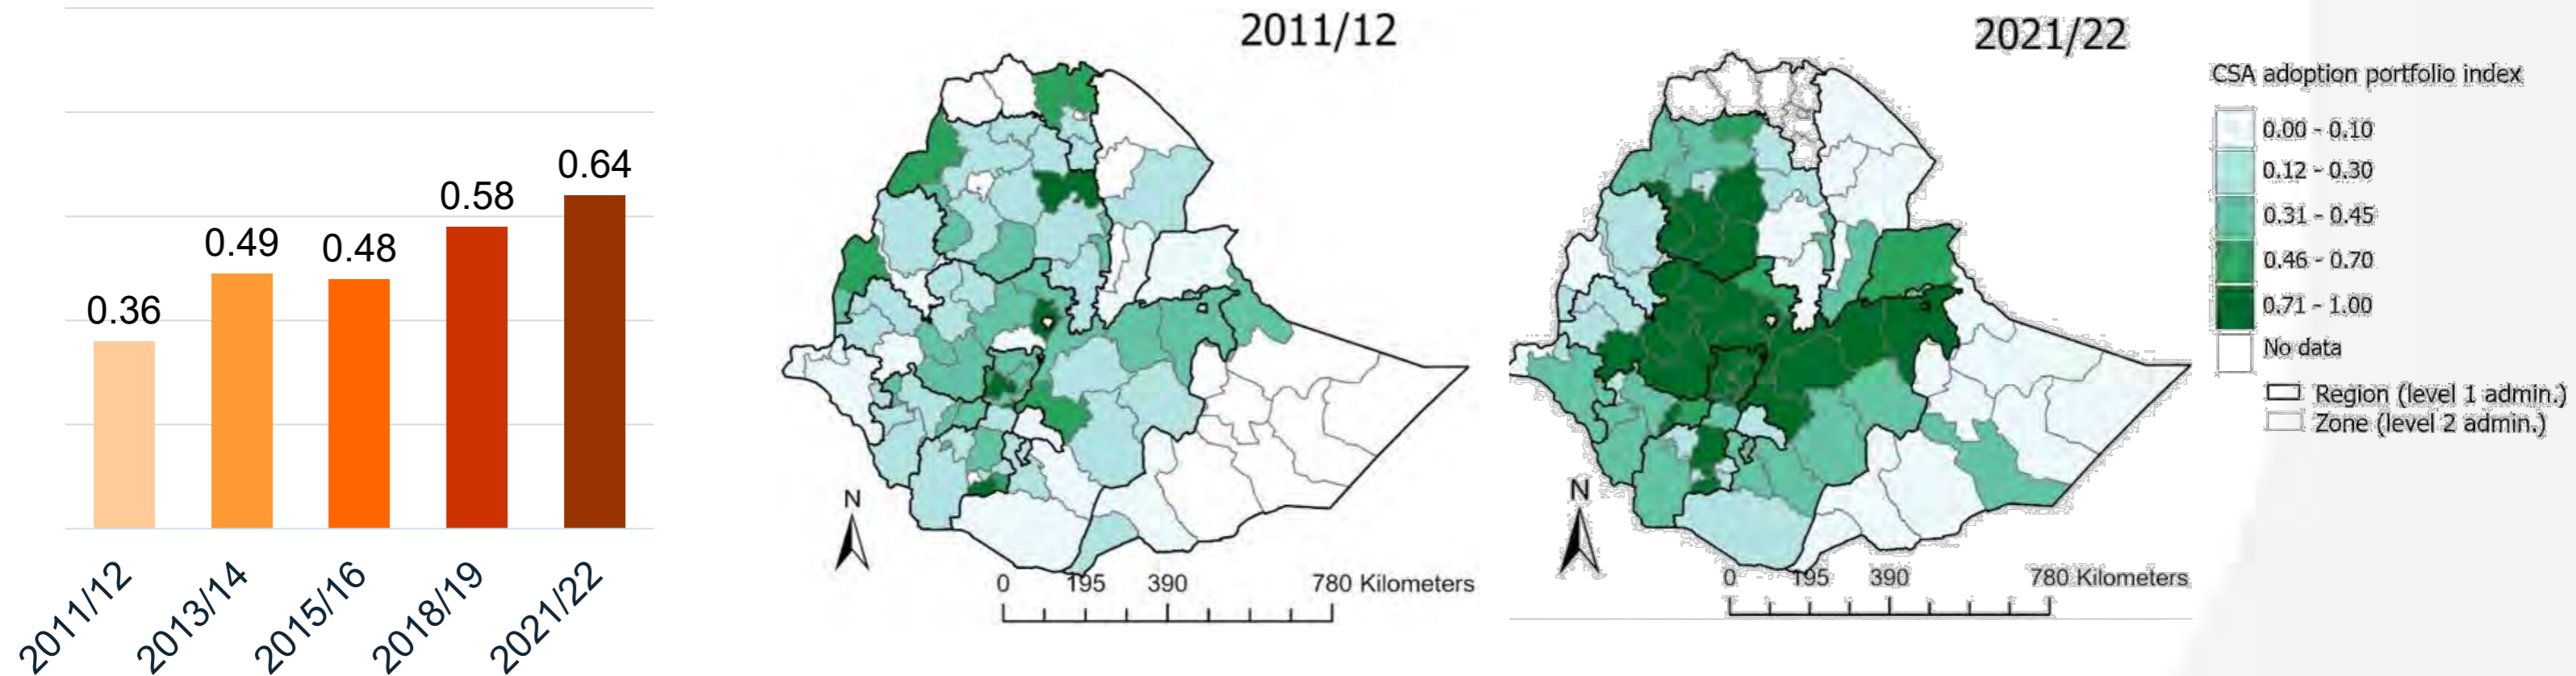 0.36
0.49
0.48
0.58
0.64
2011/12
2013/14
2015/16
2018/19
2021/22
2011/12
N
0 195 390 780 Kilometers
2021/22
N
0 195 390 780 Kilometers
CSA adoption portfolio index
0.00 - 0.10
0.12 - 0.30
0.31 - 0.45
0.46 - 0.70
0.71 - 1.00
No data
Region (level 1 admin.)
Zone (level 2 admin.)